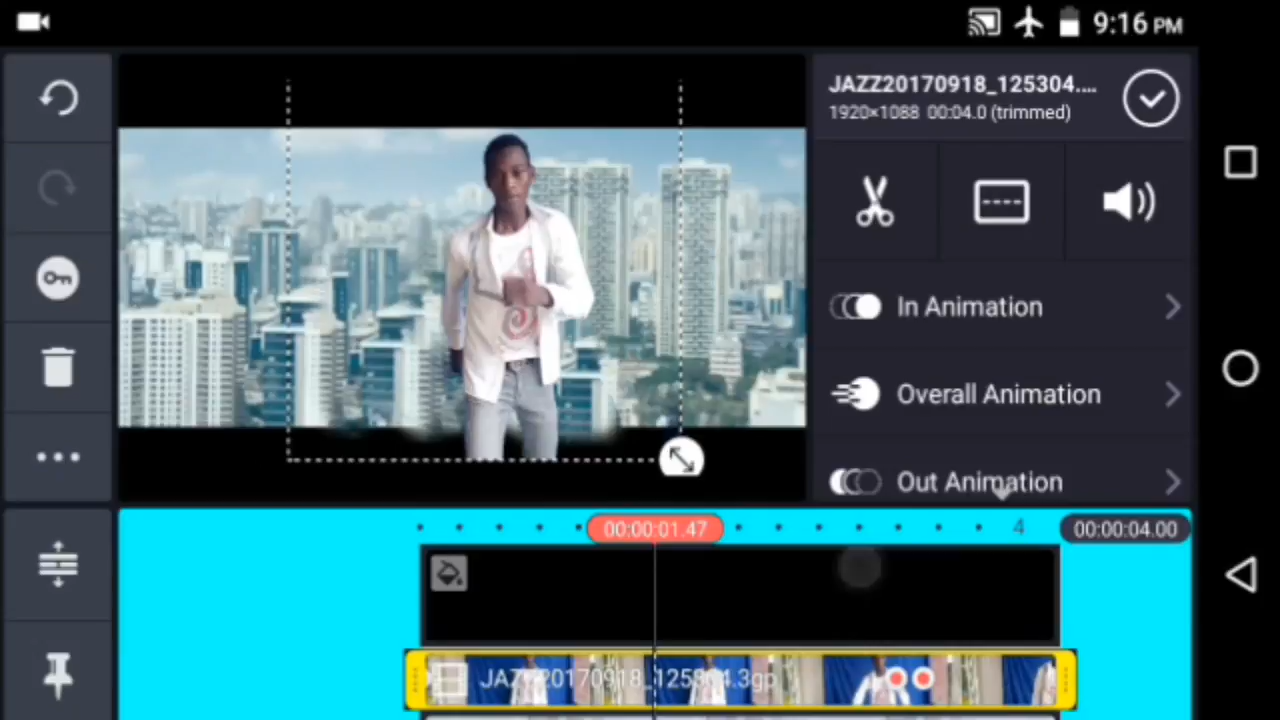 9:16 PM
JAZZ20170918_125304....
1920×1088 00:04.0 (trimmed)
In Animation
Overall Animation
Out Animation
00:00:01.47
4
00:00:04.00
JAZZ20170918_125304.3gp